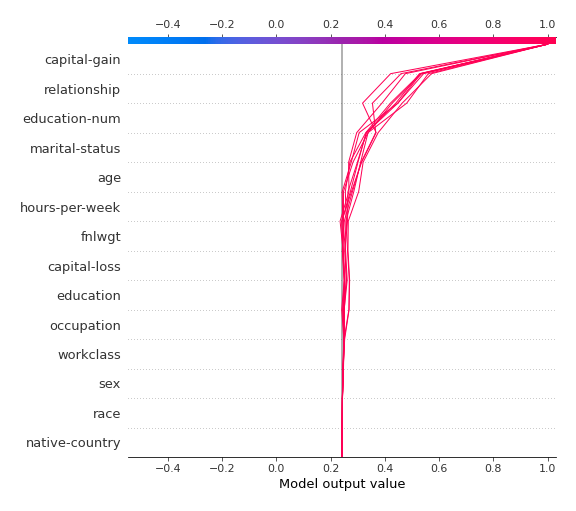 −0.4 −0.2 0.0 0.2 0.4 0.6 0.8 1.0
capital-gain
relationship
education-num
marital-status
age
hours-per-week
fnlwgt
capital-loss
education
occupation
workclass
sex
race
native-country
−0.4 −0.2 0.0 0.2 0.4 0.6 0.8 1.0
Model output value